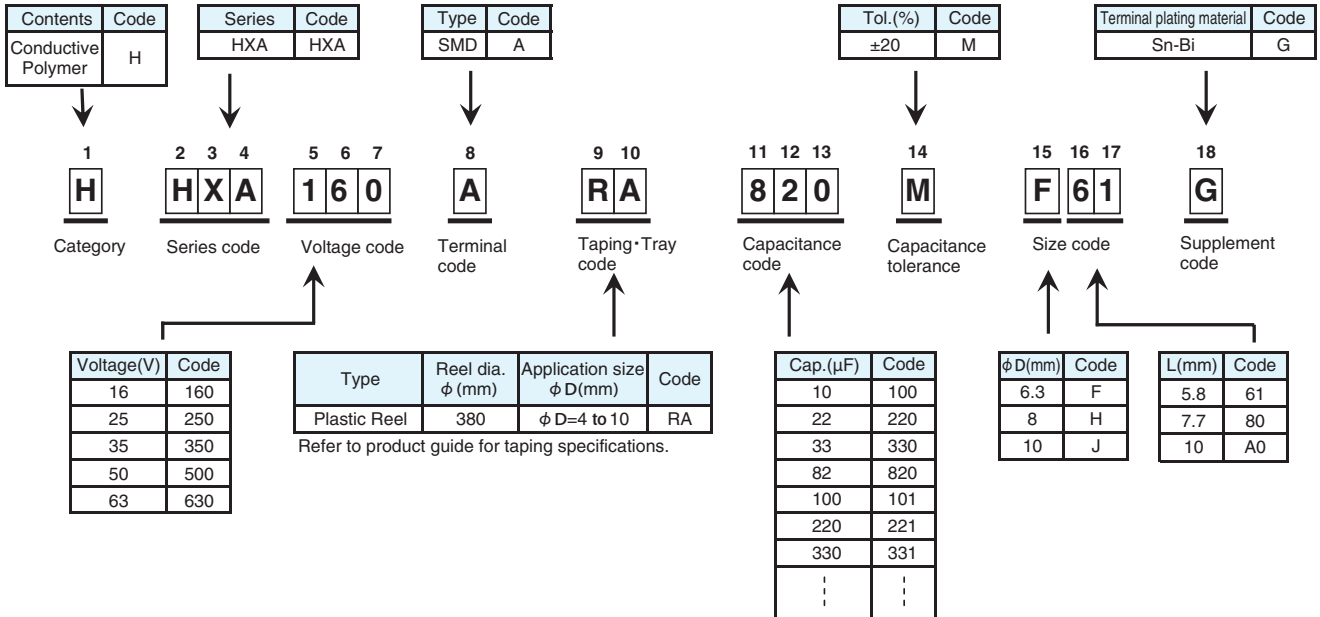 Contents Code
Conductive Polymer H
Series Code
HXA HXA
Type Code
SMD A
Tol.(%) Code
±20 M
Terminal plating material Code
Sn-Bi G
1 2 3 4 5 6 7 8 9 10 11 12 13 14 15 16 17 18
H H X A 1 6 0 A R A 8 2 0 M F 6 1 G
Category
Series code
Voltage code
Terminal
code
Taping・Tray
code
Capacitance
code
Capacitance
tolerance
Size code
Supplement
code
Voltage(V) Code
16 160
25 250
35 350
50 500
63 630
Type Reel dia. φ (mm) Application size φ D(mm) Code
Plastic Reel 380 φ D=4 to 10 RA
Refer to product guide for taping specifications.
Cap.(μF) Code
10 100
22 220
33 330
82 820
100 101
220 221
330 331
φ D(mm) Code
6.3 F
8 H
10 J
L(mm) Code
5.8 61
7.7 80
10 A0